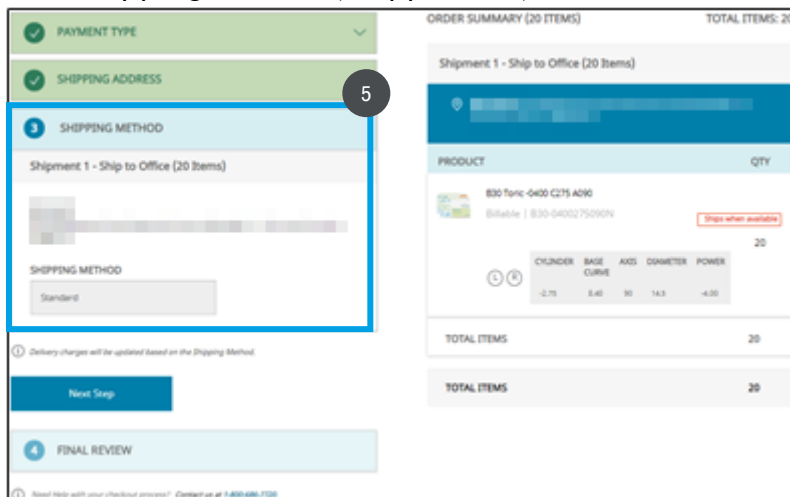 PAYMENT TYPE
SHIPPING ADDRESS
5
3 SHIPPING METHOD
Shipment 1 - Ship to Office (20 Items)
SHIPPING METHOD
Standard
Delivery charges will be updated based on the Shipping Method.
Next Step
4 FINAL REVIEW
Need Help with your checkout process? Contact us at
ORDER SUMMARY (20 ITEMS) TOTAL ITEMS: 20
Shipment 1 - Ship to Office (20 Items)
PRODUCT QTY
B30 Toric -0400 C275 A090
Billable | B30-0400275090N
Ships when available
20
L R
CYLINDER BASE CURVE AXIS DIAMETER POWER
-2.75 8.40 90 14.5 -4.00
TOTAL ITEMS 20
TOTAL ITEMS 20